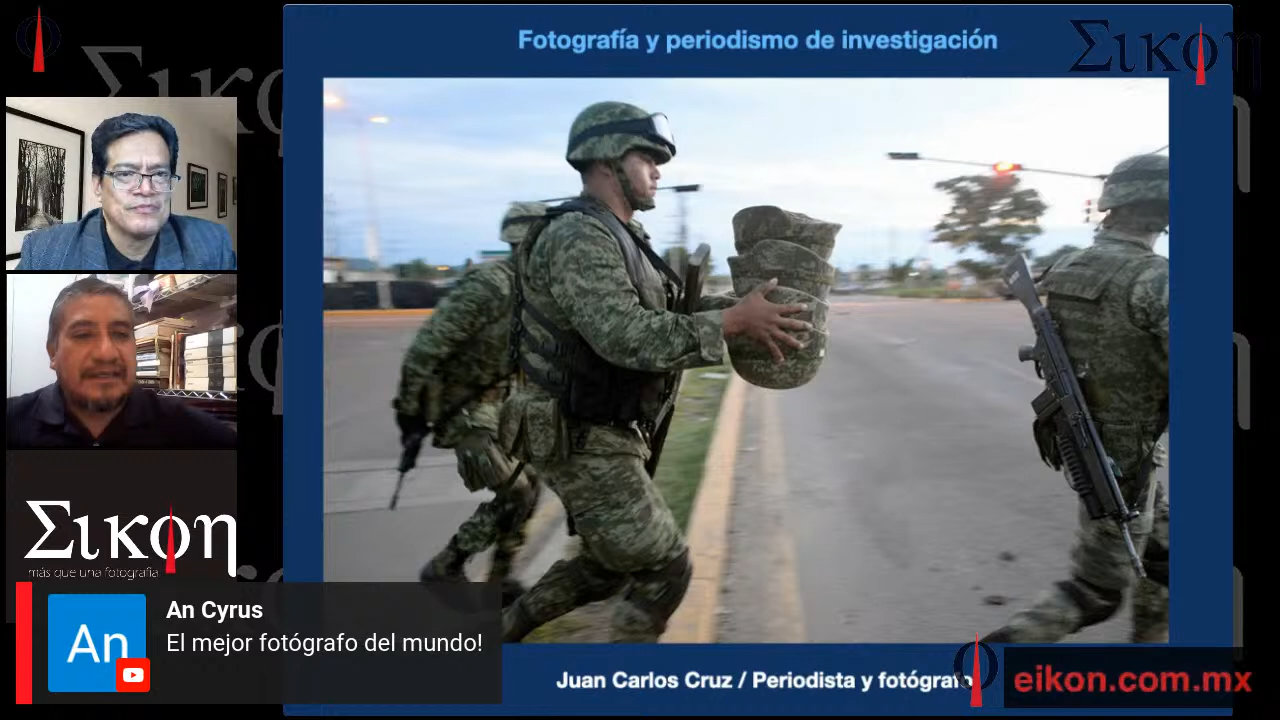 Fotografía y periodismo de investigación
Σικοη
Σικο
Σικοη
más que una fotografía
An
An Cyrus
El mejor fotógrafo del mundo!
Juan Carlos Cruz / Periodista y fotógrafo
eikon.com.mx